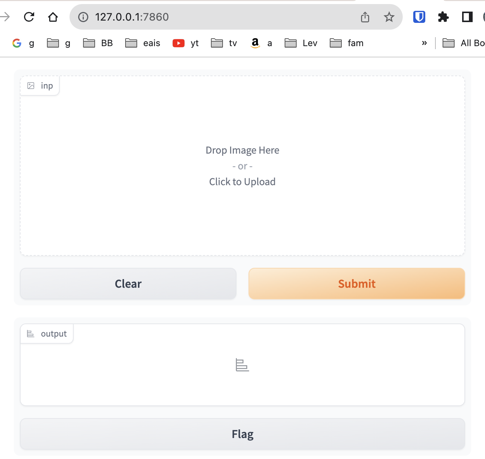 127.0.0.1:7860
G g g BB eais yt tv a a Lev fam » All Bo
inp
Drop Image Here
- or -
Click to Upload
Clear Submit
output
Flag